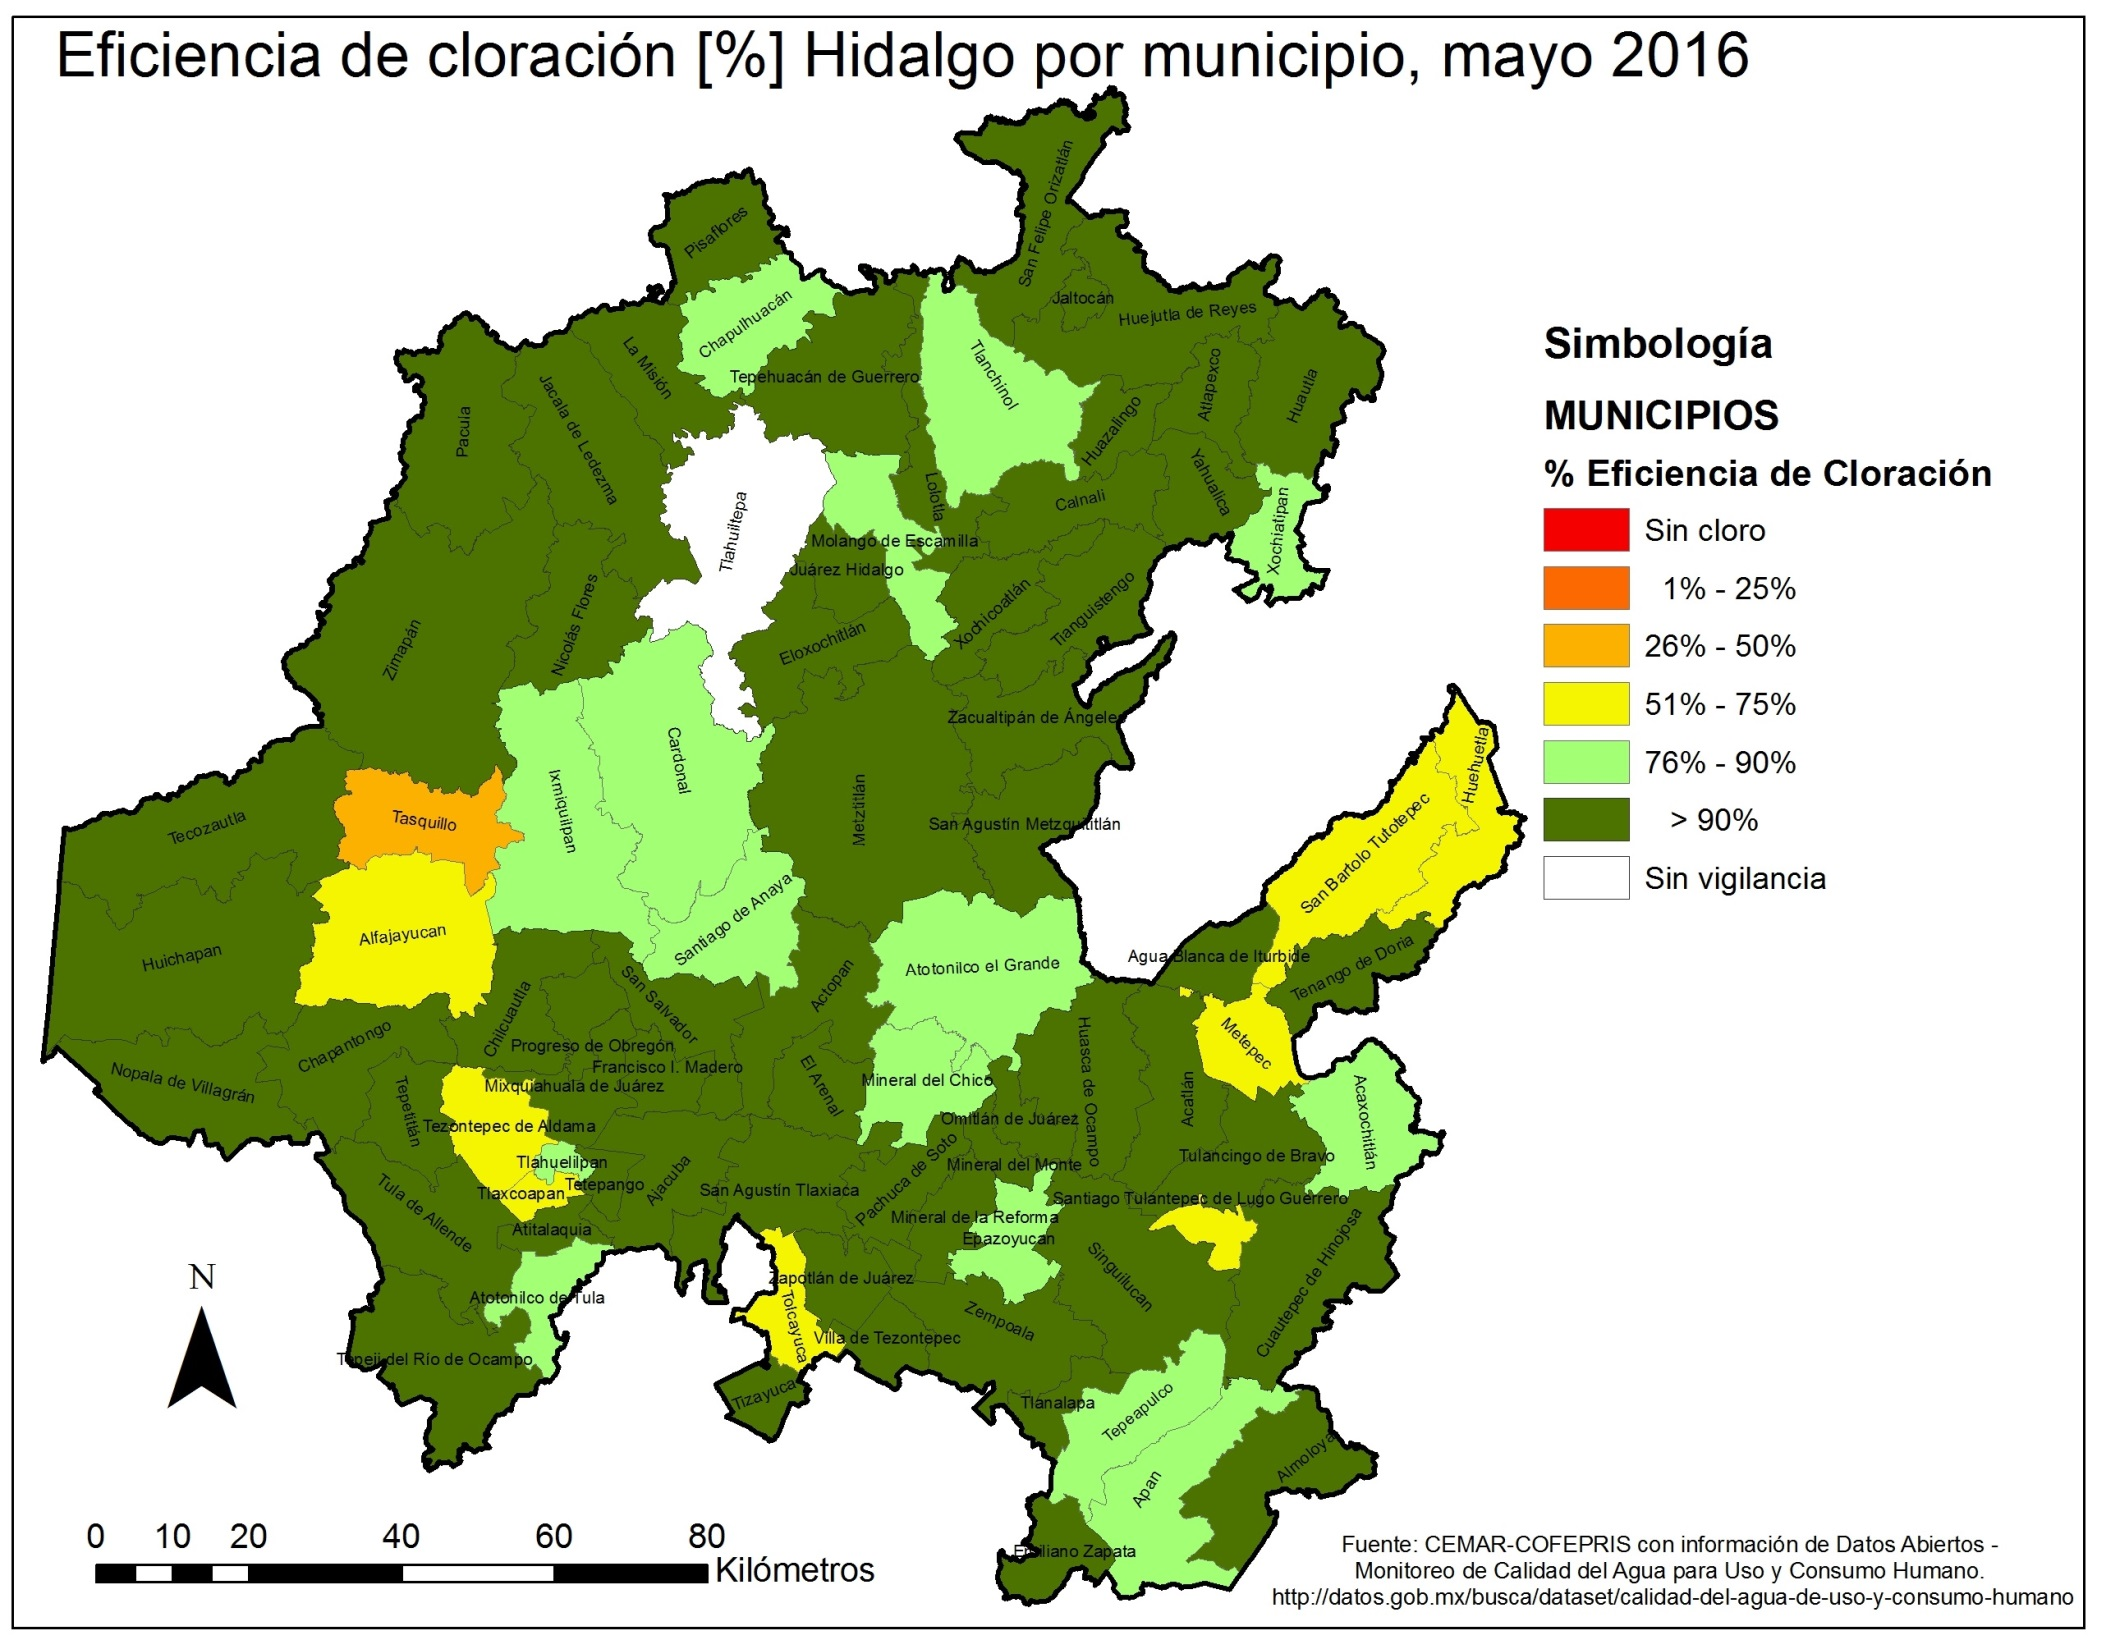 Eficiencia de cloración [%] Hidalgo por municipio, mayo 2016
San Felipe Orizatlán
Pisaflores
Jaltocán
Huejutla de Reyes
Chapulhuacán
La Misión
Tepehuacán de Guerrero
Tlanchinol
Atlapexco
Huautla
Pacula
Jacala de Ledezma
Huazalingo
Yahualica
Lolotla
Calnali
Xochiatipan
Tlahuiltepa
Molango de Escamilla
Juárez Hidalgo
Xochicoatlán
Tianguistengo
Nicolás Flores
Zimapán
Eloxochitlán
Zacualtipán de Ángeles
Cardonal
Ixmiquilpan
Metztitlán
Huehuetla
San Bartolo Tutotepec
Tecozautla
Tasquillo
San Agustín Metzquititlán
Santiago de Anaya
Alfajayucan
Huichapan
Actopan
Atotonilco el Grande
Agua Blanca de Iturbide
Tenango de Doria
San Salvador
Chilcuautla
Chapantongo
Progreso de Obregón
Francisco I. Madero
Metepec
Huasca de Ocampo
Nopala de Villagrán
Mixquiahuala de Juárez
El Arenal
Mineral del Chico
Acatlán
Acaxochitlán
Tepetitlán
Tezontepec de Aldama
Omitlán de Juárez
Tlahuelilpan
Mineral del Monte
Tulancingo de Bravo
Tlaxcoapan
Tetepango
Ajacuba
San Agustín Tlaxiaca
Pachuca de Soto
Santiago Tulantepec de Lugo Guerrero
Tula de Allende
Atitalaquia
Mineral de la Reforma
Epazoyucan
Singuilucan
Cuautepec de Hinojosa
Zapotlán de Juárez
Atotonilco de Tula
Tolcayuca
Zempoala
Villa de Tezontepec
Tepeji del Río de Ocampo
Tizayuca
Tlanalapa
Tepeapulco
Almoloya
Apan
Emiliano Zapata
Simbología
MUNICIPIOS
% Eficiencia de Cloración
Sin cloro
1% - 25%
26% - 50%
51% - 75%
76% - 90%
> 90%
Sin vigilancia
N
0 10 20 40 60 80
Kilómetros
Fuente: CEMAR-COFEPRIS con información de Datos Abiertos -
Monitoreo de Calidad del Agua para Uso y Consumo Humano.
http://datos.gob.mx/busca/dataset/calidad-del-agua-de-uso-y-consumo-humano